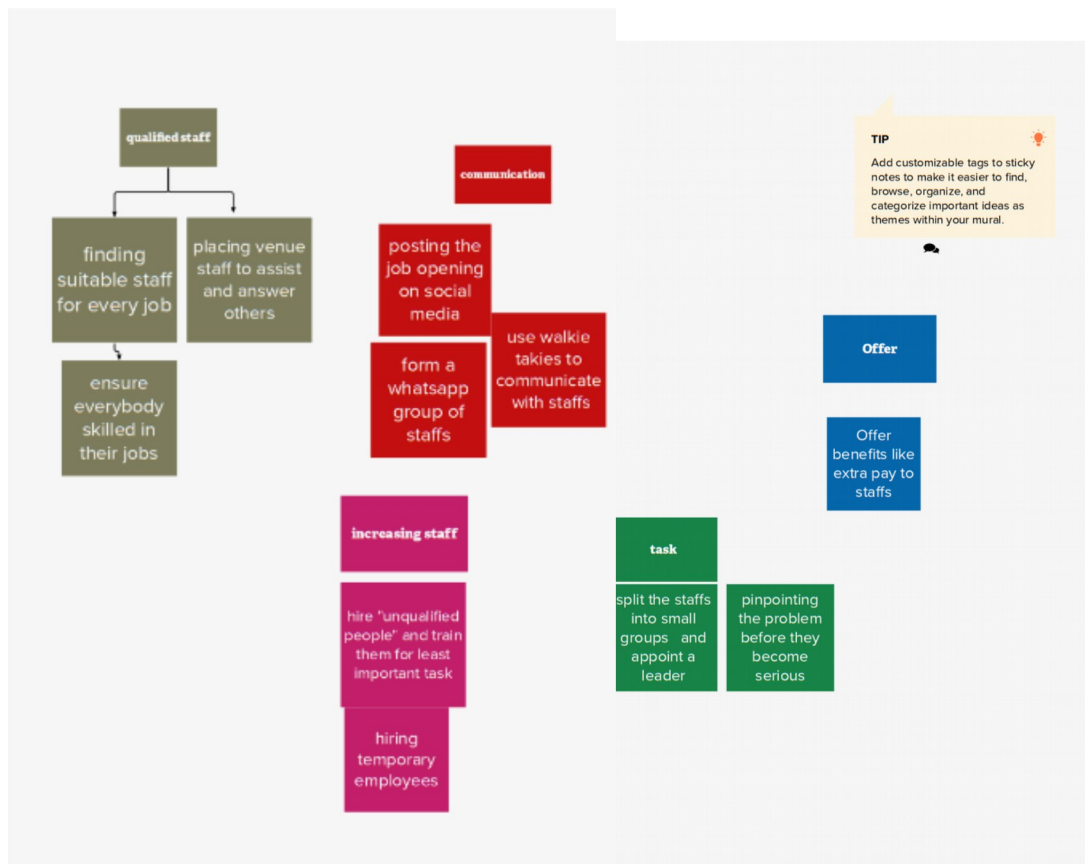 qualified staff
finding
suitable staff
for every job
placing venue
staff to assist
and answer
others
ensure
everybody
skilled in
their jobs
communication
posting the
job opening
on social
media
use walkie
takies to
communicate
with staffs
form a
whatsapp
group of
staffs
increasing staff
hire "unqualified
people" and train
them for least
important task
hiring
temporary
employees
task
split the staffs
into small
groups and
appoint a
leader
pinpointing
the problem
before they
become
serious
TIP
Add customizable tags to sticky
notes to make it easier to find,
browse, organize, and
categorize important ideas as
themes within your mural.
Offer
Offer
benefits like
extra pay to
staffs